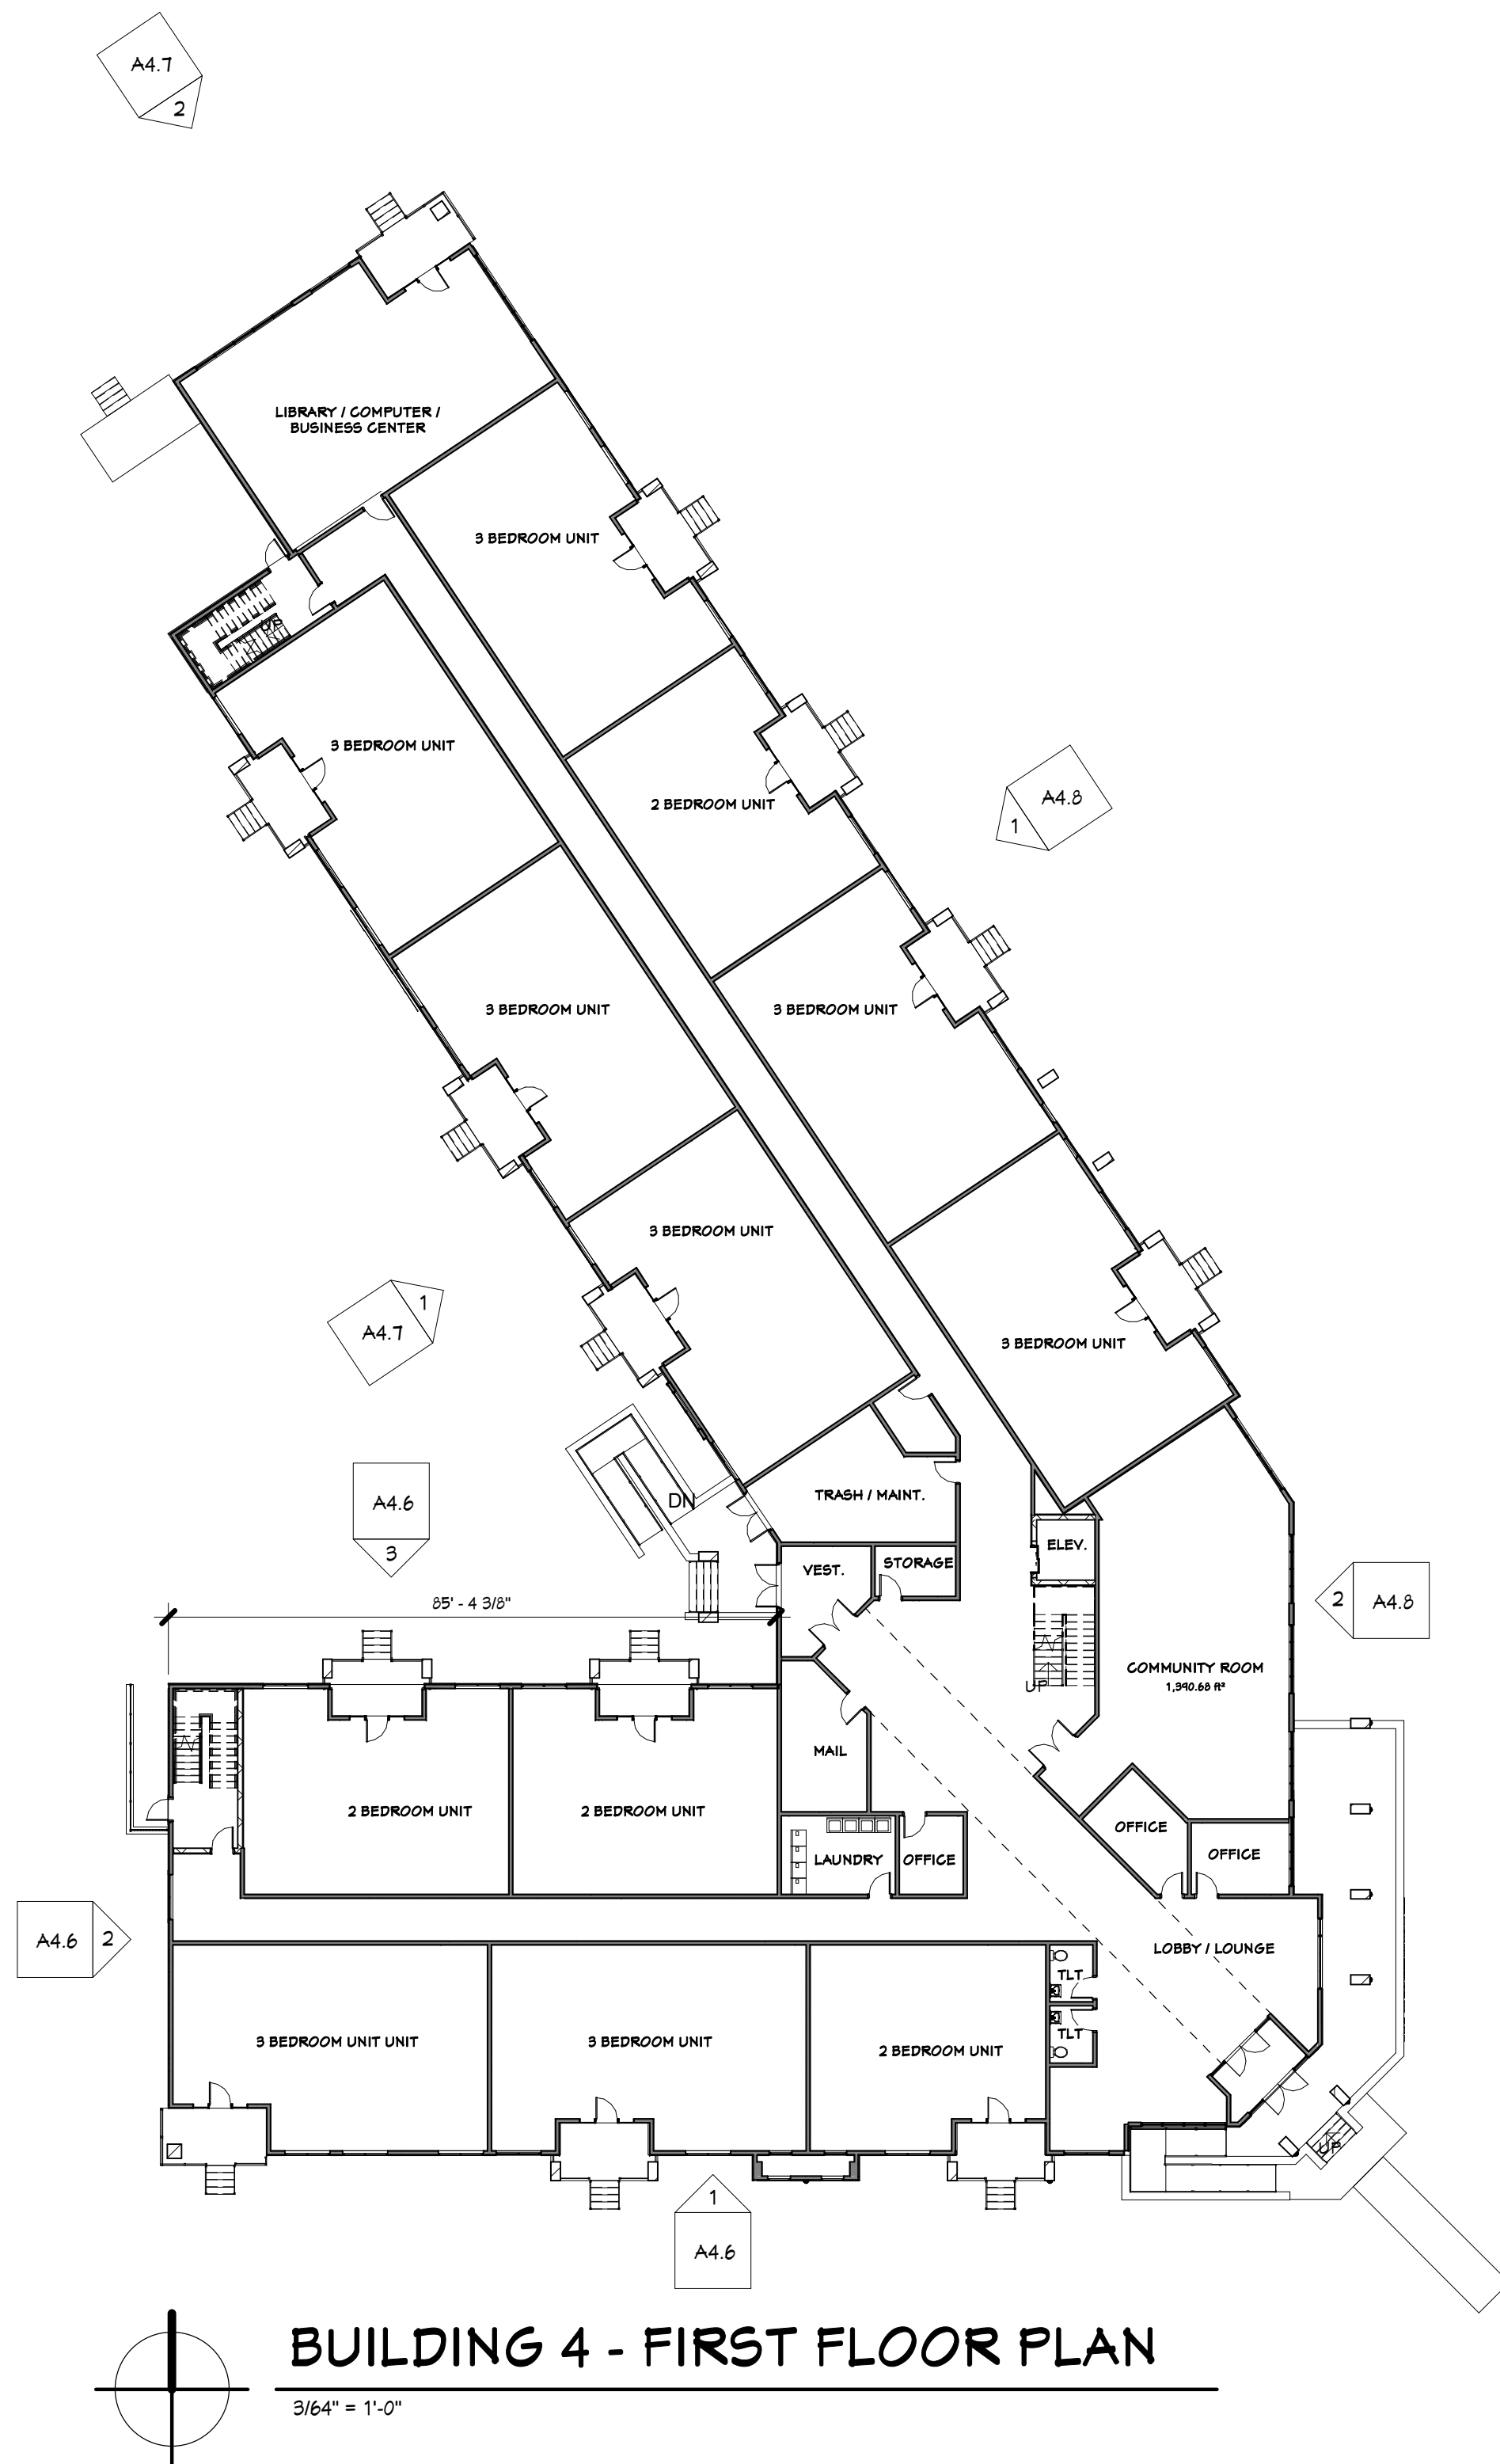 A4.7
2
LIBRARY / COMPUTER /
BUSINESS CENTER
3 BEDROOM UNIT
UP
3 BEDROOM UNIT
2 BEDROOM UNIT
A4.8
1
3 BEDROOM UNIT
3 BEDROOM UNIT
3 BEDROOM UNIT
1
A4.7
3 BEDROOM UNIT
DN
TRASH / MAINT.
A4.6
3
ELEV.
VEST.
STORAGE
85' - 4 3/8"
2
A4.8
COMMUNITY ROOM
1,390.68 ft²
UP
MAIL
2 BEDROOM UNIT
2 BEDROOM UNIT
OFFICE
LAUNDRY
OFFICE
OFFICE
A4.6
2
LOBBY / LOUNGE
TLT
TLT
3 BEDROOM UNIT UNIT
3 BEDROOM UNIT
2 BEDROOM UNIT
UP
1
A4.6
BUILDING 4 - FIRST FLOOR PLAN
3/64" = 1'-0"